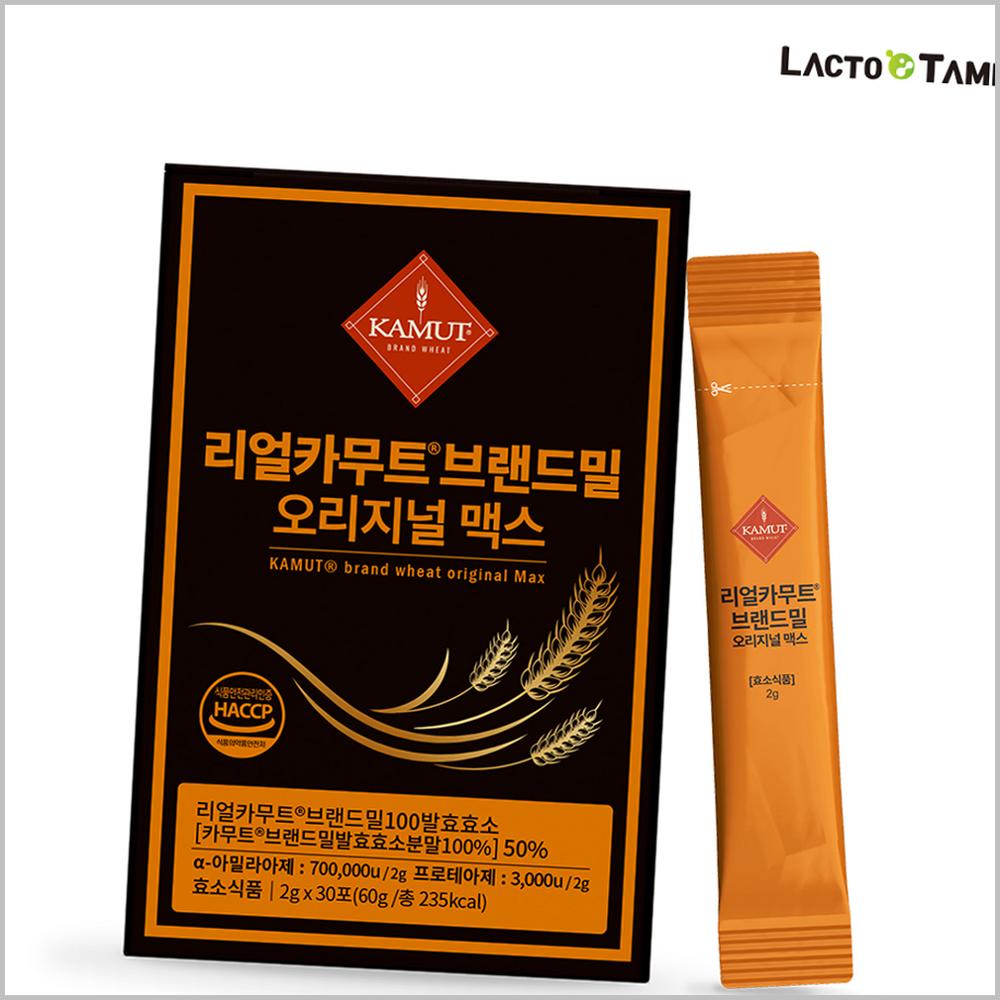 LACTO TAM
KAMUT®
BRAND WHEAT
리얼카무트®브랜드밀
오리지널 맥스
KAMUT® brand wheat original Max
식품안전관리인증
HACCP
식품의약품안전처
리얼카무트®브랜드밀100발효효소
[카무트®브랜드밀발효효소분말100%] 50%
α-아밀라아제 : 700,000u/2g 프로테아제 : 3,000u/2g
효소식품 | 2g x 30포(60g/총 235kcal)
KAMUT®
BRAND WHEAT
리얼카무트®
브랜드밀
오리지널 맥스
[효소식품]
2g